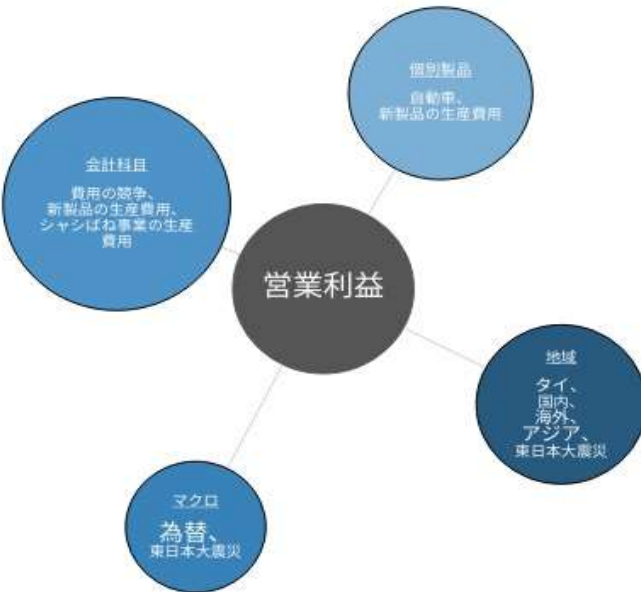 個別製品
自動車、
新製品の生産費用
会計科目
費用の競争、
新製品の生産費用、
シャシばね事業の生産
費用
営業利益
地域
タイ、
国内、
海外、
アジア、
東日本大震災
マクロ
為替、
東日本大震災